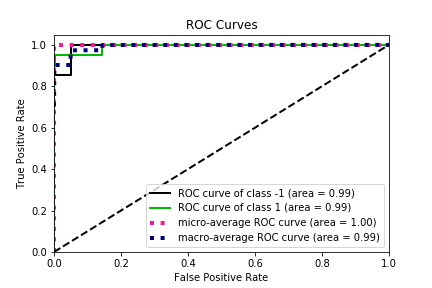 ROC Curves
True Positive Rate
1.0
0.8
0.6
0.4
0.2
0.0
ROC curve of class -1 (area = 0.99)
ROC curve of class 1 (area = 0.99)
micro-average ROC curve (area = 1.00)
macro-average ROC curve (area = 0.99)
0.0 0.2 0.4 0.6 0.8 1.0
False Positive Rate